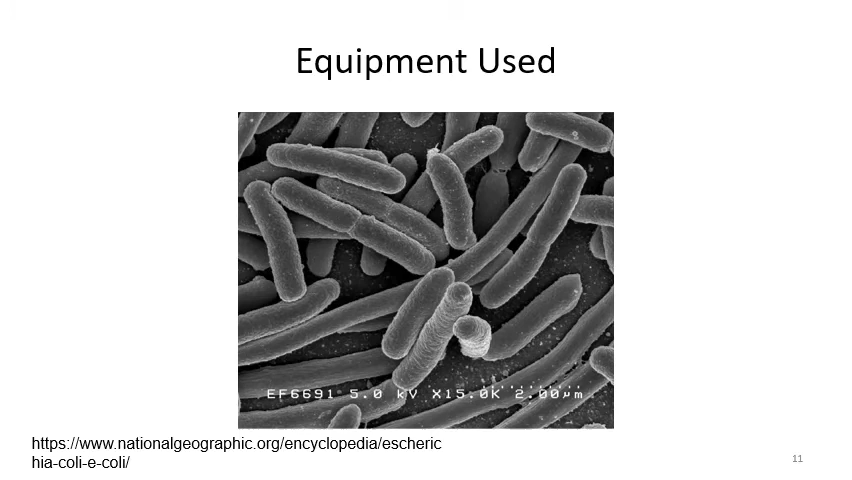 Equipment Used
EF6691 5.0 kV X15.0K 2.00µm
https://www.nationalgeographic.org/encyclopedia/escheric
hia-coli-e-coli/
11